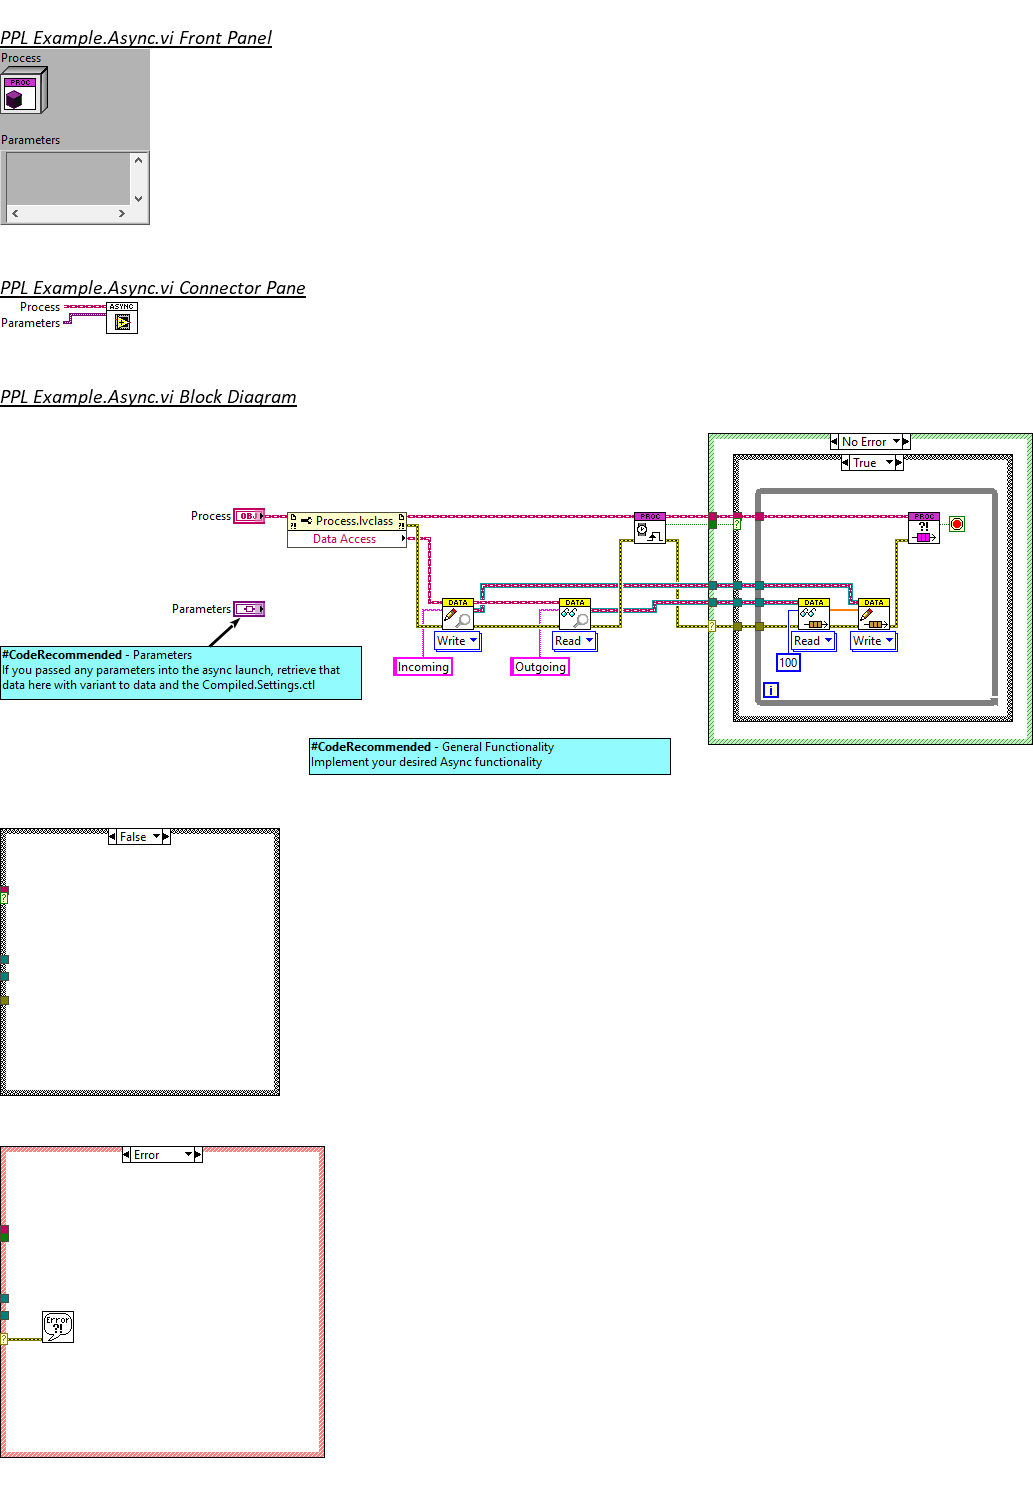 PPL Example.Async.vi Front Panel
Process
PROC
Parameters
PPL Example.Async.vi Connector Pane
Process
ASYNC
Parameters
PPL Example.Async.vi Block Diagram
No Error
True
Process
OBJ
Process.lvclass
Data Access
PROC
?!
PROC
?!
?
Parameters
DATA
DATA
DATA
DATA
?
Write
Read
Read
Write
#CodeRecommended - Parameters
If you passed any parameters into the async launch, retrieve that
data here with variant to data and the Compiled.Settings.ctl
Incoming
Outgoing
100
i
#CodeRecommended - General Functionality
Implement your desired Async functionality
False
?
Error
Error
?!
?